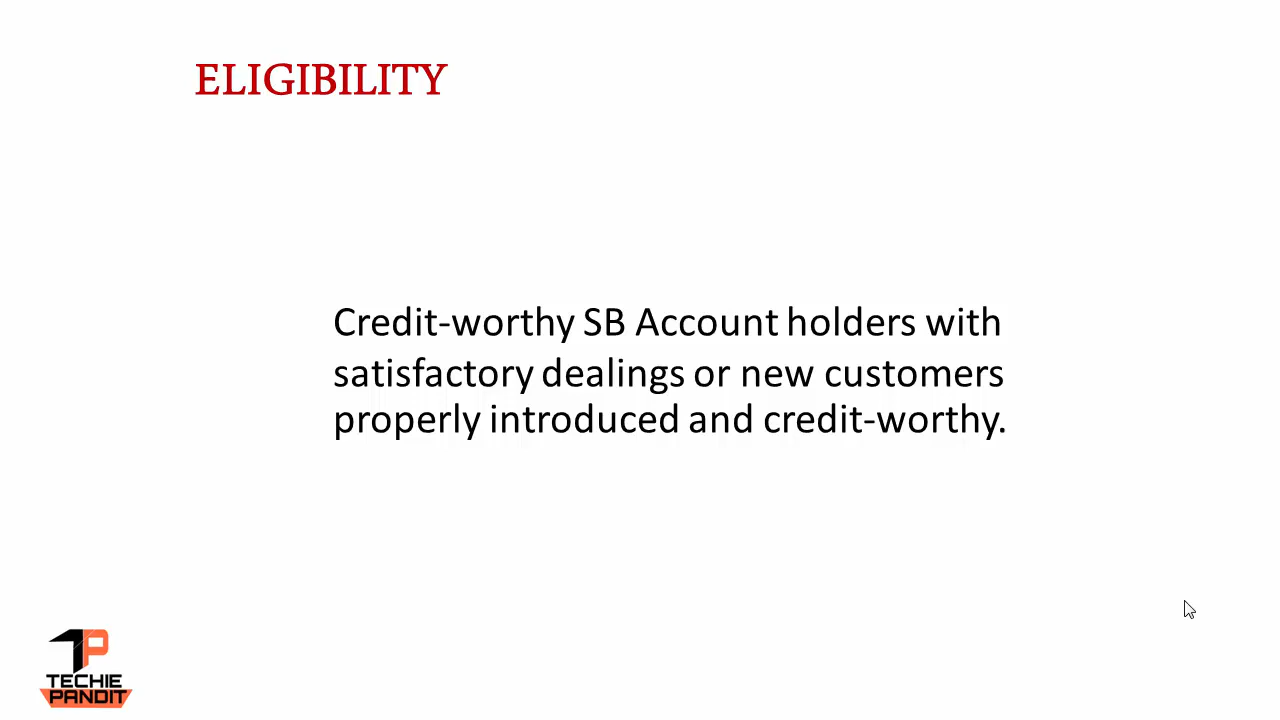 ELIGIBILITY
Credit-worthy SB Account holders with
satisfactory dealings or new customers
properly introduced and credit-worthy.
TP
TECHIE
PANDIT